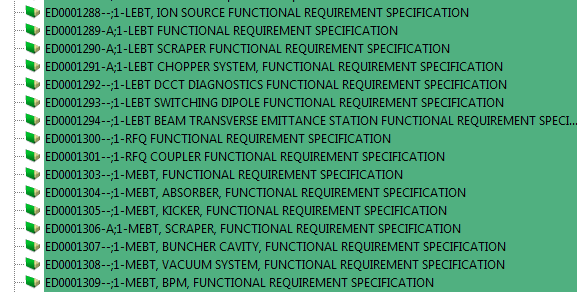 ED0001288--;1-LEBT, ION SOURCE FUNCTIONAL REQUIREMENT SPECIFICATION
ED0001289-A;1-LEBT FUNCTIONAL REQUIREMENT SPECIFICATION
ED0001290-A;1-LEBT SCRAPER FUNCTIONAL REQUIREMENT SPECIFICATION
ED0001291-A;1-LEBT CHOPPER SYSTEM, FUNCTIONAL REQUIREMENT SPECIFICATION
ED0001292--;1-LEBT DCCT DIAGNOSTICS FUNCTIONAL REQUIREMENT SPECIFICATION
ED0001293--;1-LEBT SWITCHING DIPOLE FUNCTIONAL REQUIREMENT SPECIFICATION
ED0001294--;1-LEBT BEAM TRANSVERSE EMITTANCE STATION FUNCTIONAL REQUIREMENT SPECI...
ED0001300--;1-RFQ FUNCTIONAL REQUIREMENT SPECIFICATION
ED0001301--;1-RFQ COUPLER FUNCTIONAL REQUIREMENT SPECIFICATION
ED0001303--;1-MEBT, FUNCTIONAL REQUIREMENT SPECIFICATION
ED0001304--;1-MEBT, ABSORBER, FUNCTIONAL REQUIREMENT SPECIFICATION
ED0001305--;1-MEBT, KICKER, FUNCTIONAL REQUIREMENT SPECIFICATION
ED0001306-A;1-MEBT, SCRAPER, FUNCTIONAL REQUIREMENT SPECIFICATION
ED0001307--;1-MEBT, BUNCHER CAVITY, FUNCTIONAL REQUIREMENT SPECIFICATION
ED0001308--;1-MEBT, VACUUM SYSTEM, FUNCTIONAL REQUIREMENT SPECIFICATION
ED0001309--;1-MEBT, BPM, FUNCTIONAL REQUIREMENT SPECIFICATION